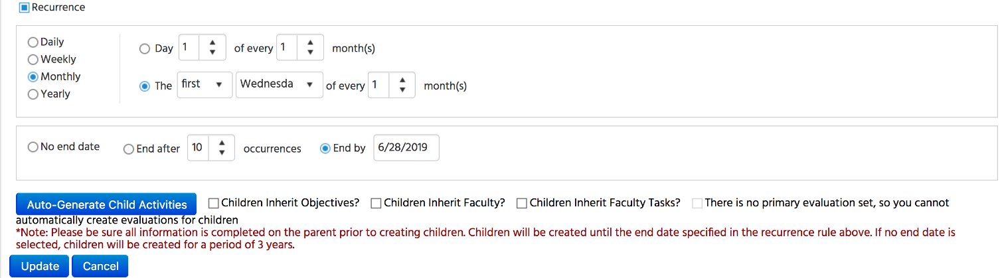 Recurrence
Daily
Weekly
Monthly
Yearly
Day 1 of every 1 month(s)
The first Wednesda of every 1 month(s)
No end date End after 10 occurrences End by 6/28/2019
Auto-Generate Child Activities Children Inherit Objectives? Children Inherit Faculty? Children Inherit Faculty Tasks? There is no primary evaluation set, so you cannot
automatically create evaluations for children
*Note: Please be sure all information is completed on the parent prior to creating children. Children will be created until the end date specified in the recurrence rule above. If no end date is
selected, children will be created for a period of 3 years.
Update Cancel